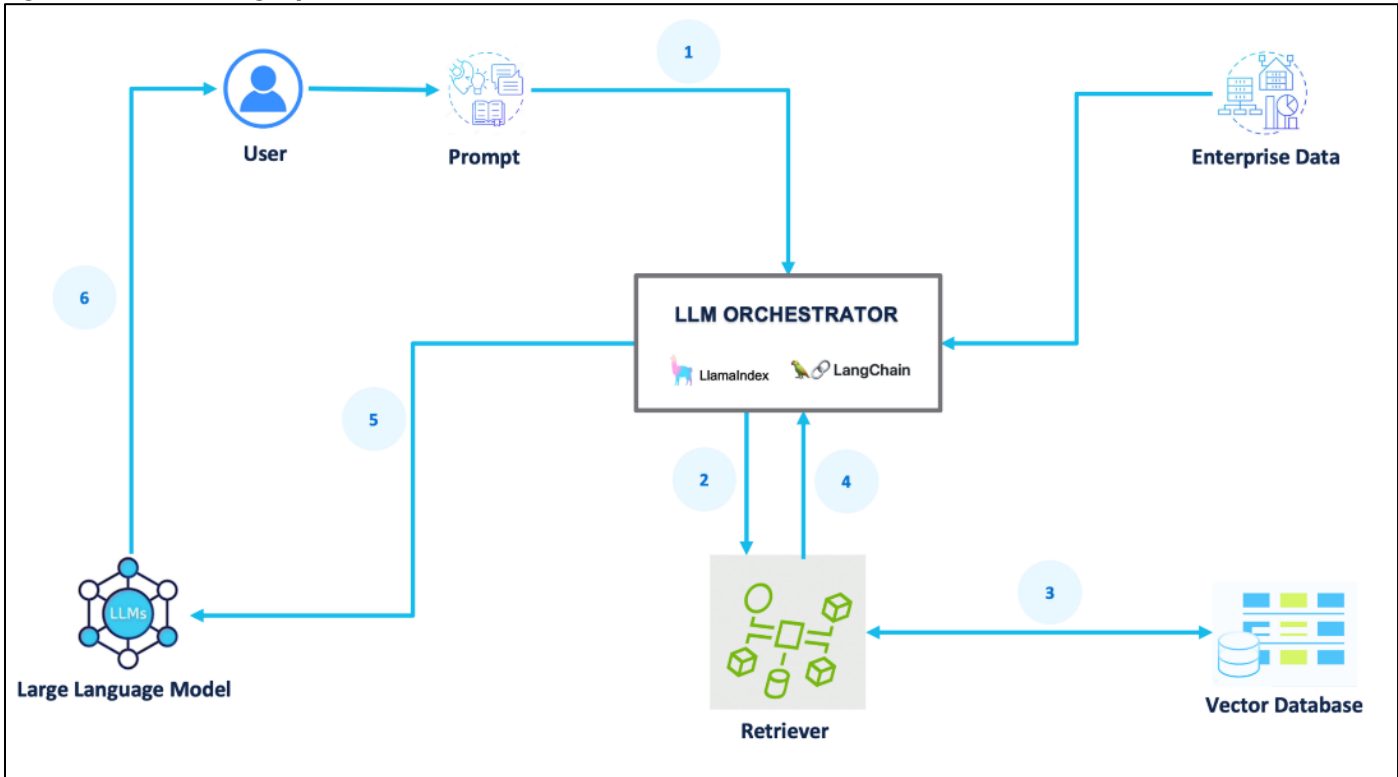 1
User
Prompt
Enterprise Data
6
LLM ORCHESTRATOR
LlamaIndex
LangChain
5
2
4
3
LLMs
Large Language Model
Retriever
Vector Database